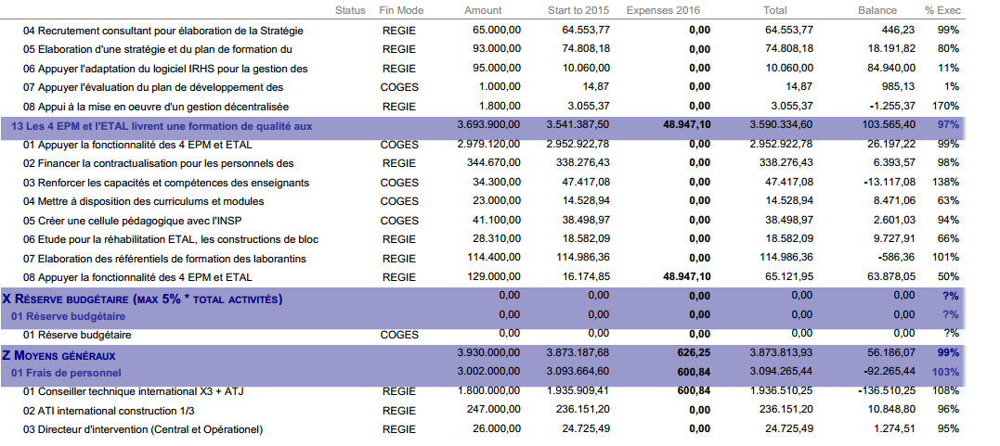 Status Fin Mode Amount Start to 2015 Expenses 2016 Total Balance % Exec
04 Recrutement consultant pour élaboration de la Stratégie REGIE 65.000,00 64.553,77 0,00 64.553,77 446,23 99%
05 Elaboration d'une stratégie et du plan de formation du REGIE 93.000,00 74.808,18 0,00 74.808,18 18.191,82 80%
06 Appuyer l'adaptation du logiciel IRHS pour la gestion des REGIE 95.000,00 10.060,00 0,00 10.060,00 84.940,00 11%
07 Appuyer l'évaluation du plan de développement des COGES 1.000,00 14,87 0,00 14,87 985,13 1%
08 Appui à la mise en oeuvre d'un gestion décentralisée REGIE 1.800,00 3.055,37 0,00 3.055,37 -1.255,37 170%
13 Les 4 EPM et l'ETAL livrent une formation de qualité aux 3.693.900,00 3.541.387,50 48.947,10 3.590.334,60 103.565,40 97%
01 Appuyer la fonctionnalité des 4 EPM et ETAL COGES 2.979.120,00 2.952.922,78 0,00 2.952.922,78 26.197,22 99%
02 Financer la contractualisation pour les personnels des REGIE 344.670,00 338.276,43 0,00 338.276,43 6.393,57 98%
03 Renforcer les capacités et compétences des enseignants COGES 34.300,00 47.417,08 0,00 47.417,08 -13.117,08 138%
04 Mettre à disposition des curriculums et modules COGES 23.000,00 14.528,94 0,00 14.528,94 8.471,06 63%
05 Créer une cellule pédagogique avec l'INSP COGES 41.100,00 38.498,97 0,00 38.498,97 2.601,03 94%
06 Etude pour la réhabilitation ETAL, les constructions de bloc REGIE 28.310,00 18.582,09 0,00 18.582,09 9.727,91 66%
07 Elaboration des référentiels de formation des laborantins REGIE 114.400,00 114.986,36 0,00 114.986,36 -586,36 101%
08 Appuyer la fonctionnalité des 4 EPM et ETAL REGIE 129.000,00 16.174,85 48.947,10 65.121,95 63.878,05 50%
X RÉSERVE BUDGÉTAIRE (MAX 5% * TOTAL ACTIVITÉS) 0,00 0,00 0,00 0,00 0,00 ?%
01 Réserve budgétaire 0,00 0,00 0,00 0,00 0,00 ?%
01 Réserve budgétaire COGES 0,00 0,00 0,00 0,00 0,00 ?%
Z MOYENS GÉNÉRAUX 3.930.000,00 3.873.187,68 626,25 3.873.813,93 56.186,07 99%
01 Frais de personnel 3.002.000,00 3.093.664,60 600,84 3.094.265,44 -92.265,44 103%
01 Conseiller technique international X3 + ATJ REGIE 1.800.000,00 1.935.909,41 600,84 1.936.510,25 -136.510,25 108%
02 ATI international construction 1/3 REGIE 247.000,00 236.151,20 0,00 236.151,20 10.848,80 96%
03 Directeur d'intervention (Central et Opérationel) REGIE 26.000,00 24.725,49 0,00 24.725,49 1.274,51 95%